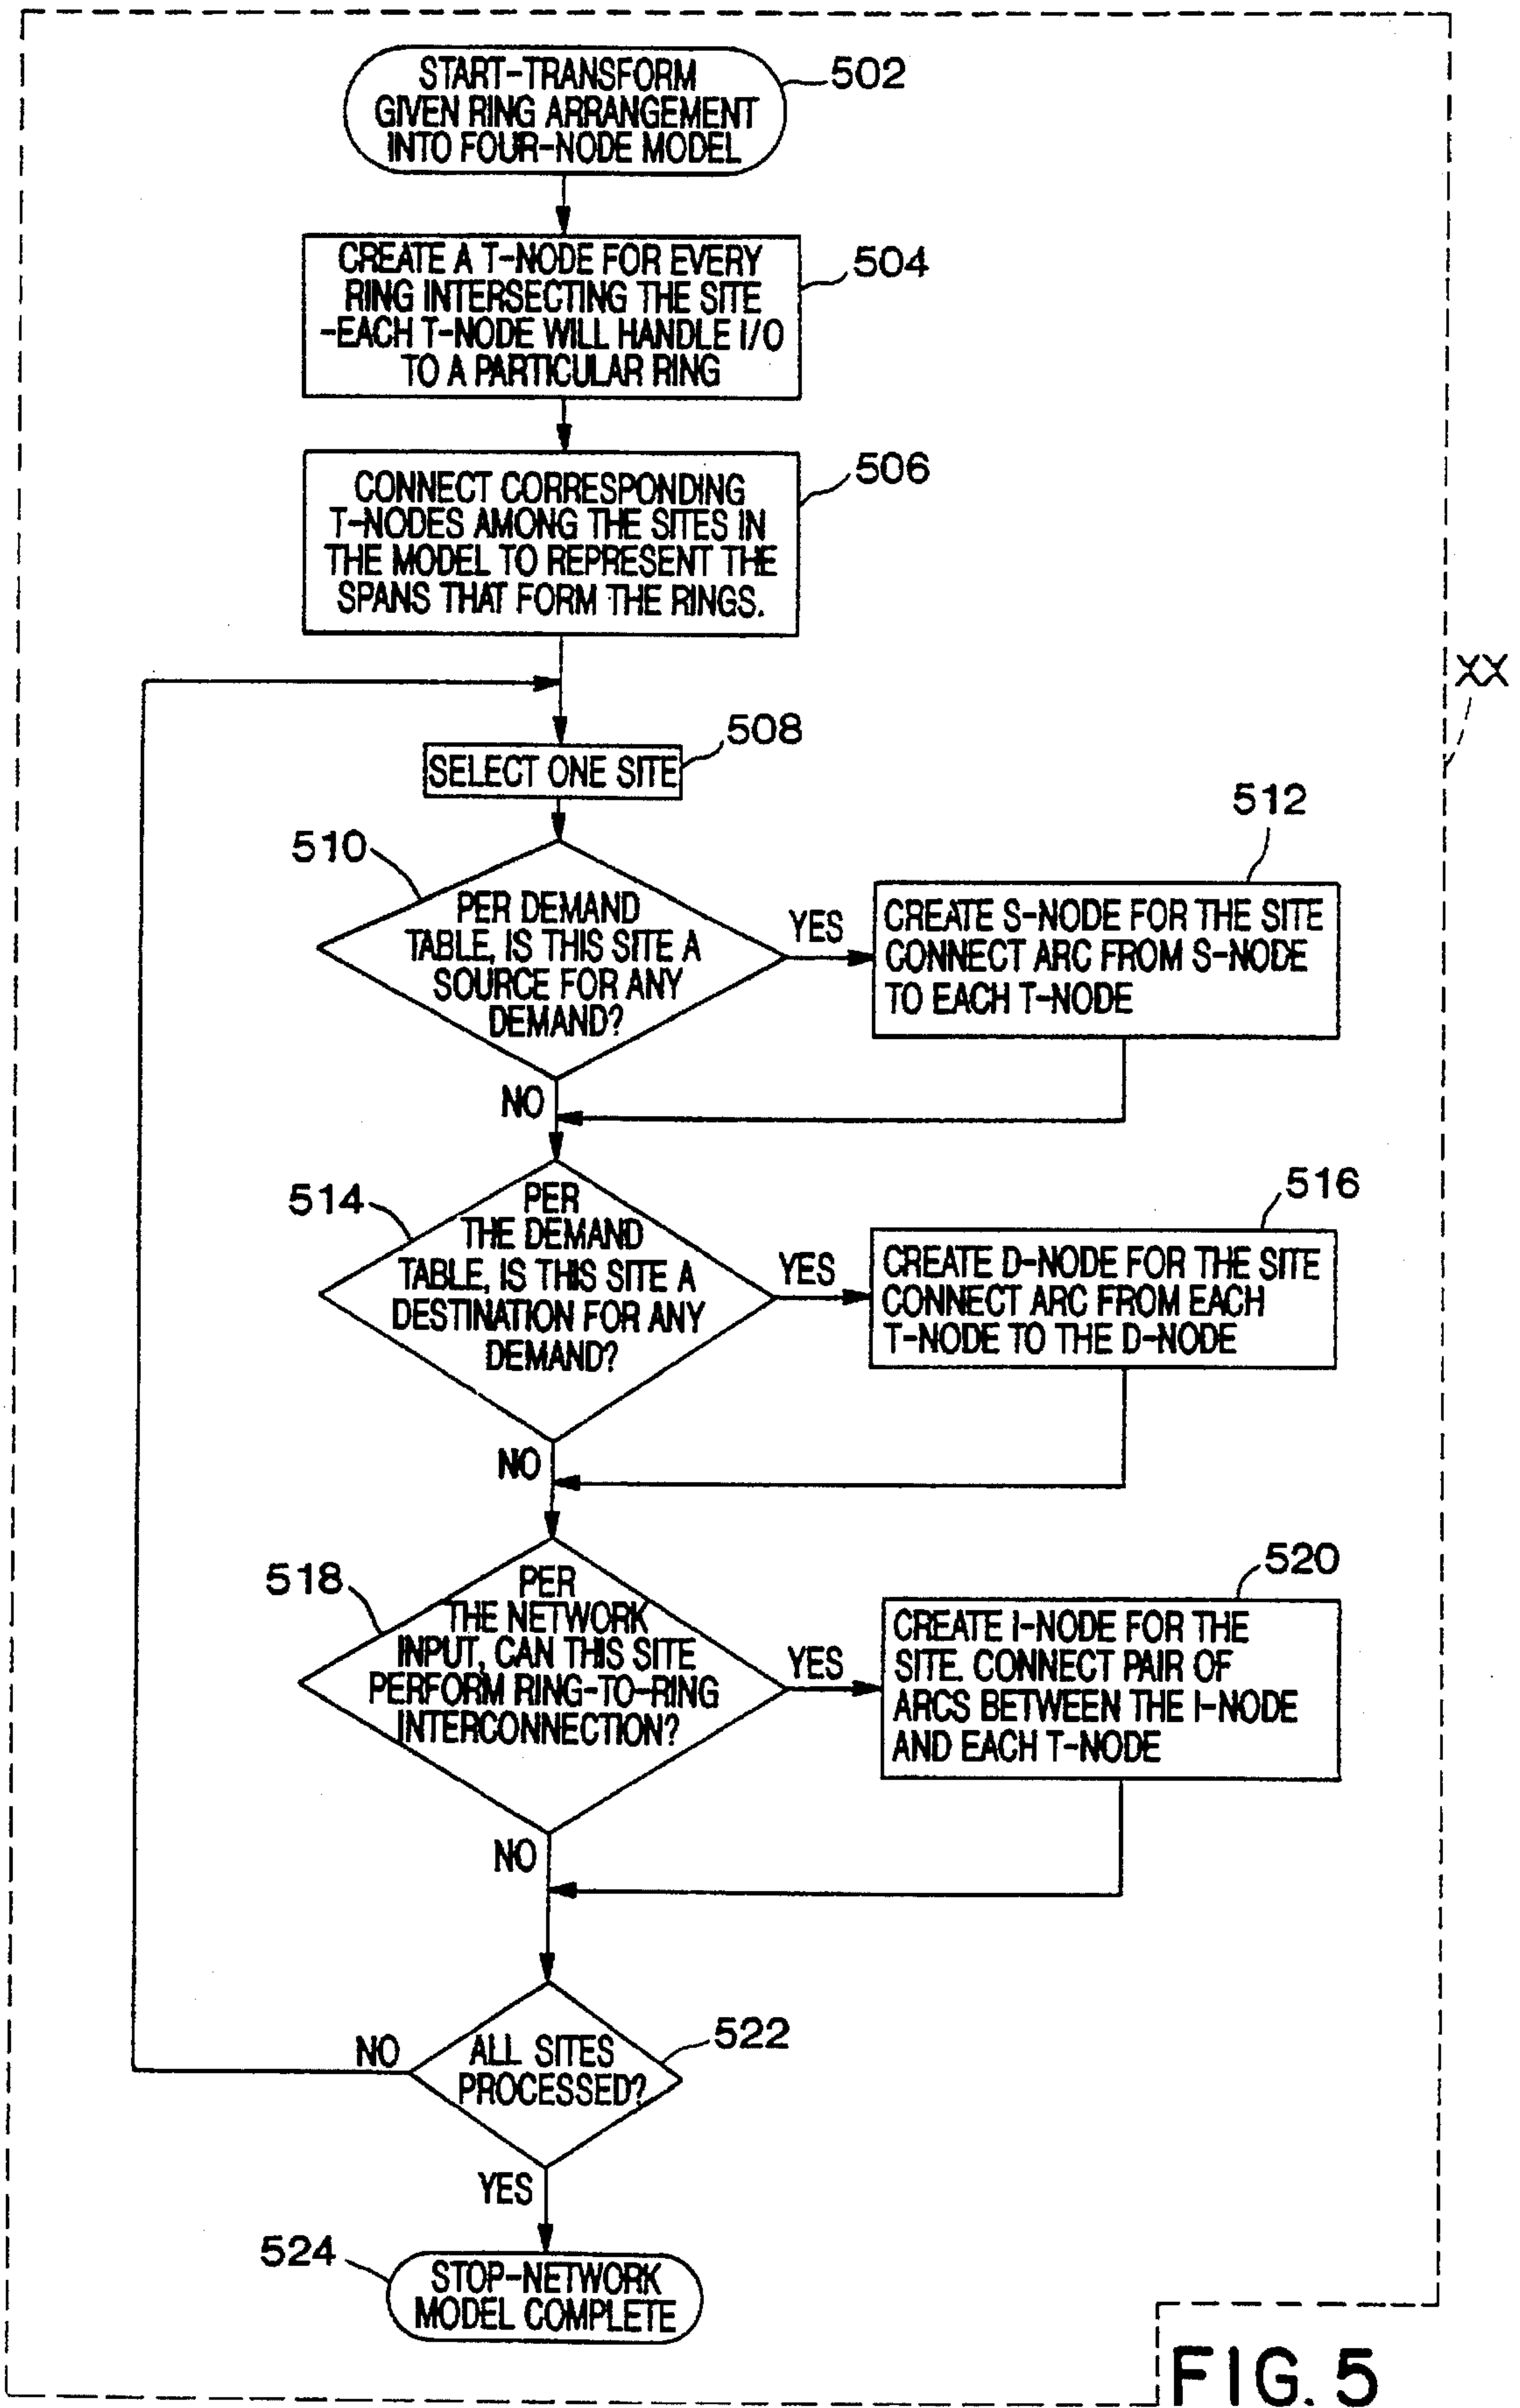 START-TRANSFORM
GIVEN RING ARRANGEMENT
INTO FOUR-NODE MODEL
502
CREATE A T-NODE FOR EVERY
RING INTERSECTING THE SITE
-EACH T-NODE WILL HANDLE I/O
TO A PARTICULAR RING
504
CONNECT CORRESPONDING
T-NODES AMONG THE SITES IN
THE MODEL TO REPRESENT THE
SPANS THAT FORM THE RINGS.
506
XX
SELECT ONE SITE
508
510
PER DEMAND
TABLE, IS THIS SITE A
SOURCE FOR ANY
DEMAND?
YES
512
CREATE S-NODE FOR THE SITE
CONNECT ARC FROM S-NODE
TO EACH T-NODE
NO
514
PER
THE DEMAND
TABLE, IS THIS SITE A
DESTINATION FOR ANY
DEMAND?
YES
516
CREATE D-NODE FOR THE SITE
CONNECT ARC FROM EACH
T-NODE TO THE D-NODE
NO
518
PER
THE NETWORK
INPUT, CAN THIS SITE
PERFORM RING-TO-RING
INTERCONNECTION?
YES
520
CREATE I-NODE FOR THE
SITE. CONNECT PAIR OF
ARCS BETWEEN THE I-NODE
AND EACH T-NODE
NO
ALL SITES
PROCESSED?
522
NO
YES
524
STOP-NETWORK
MODEL COMPLETE
FIG. 5